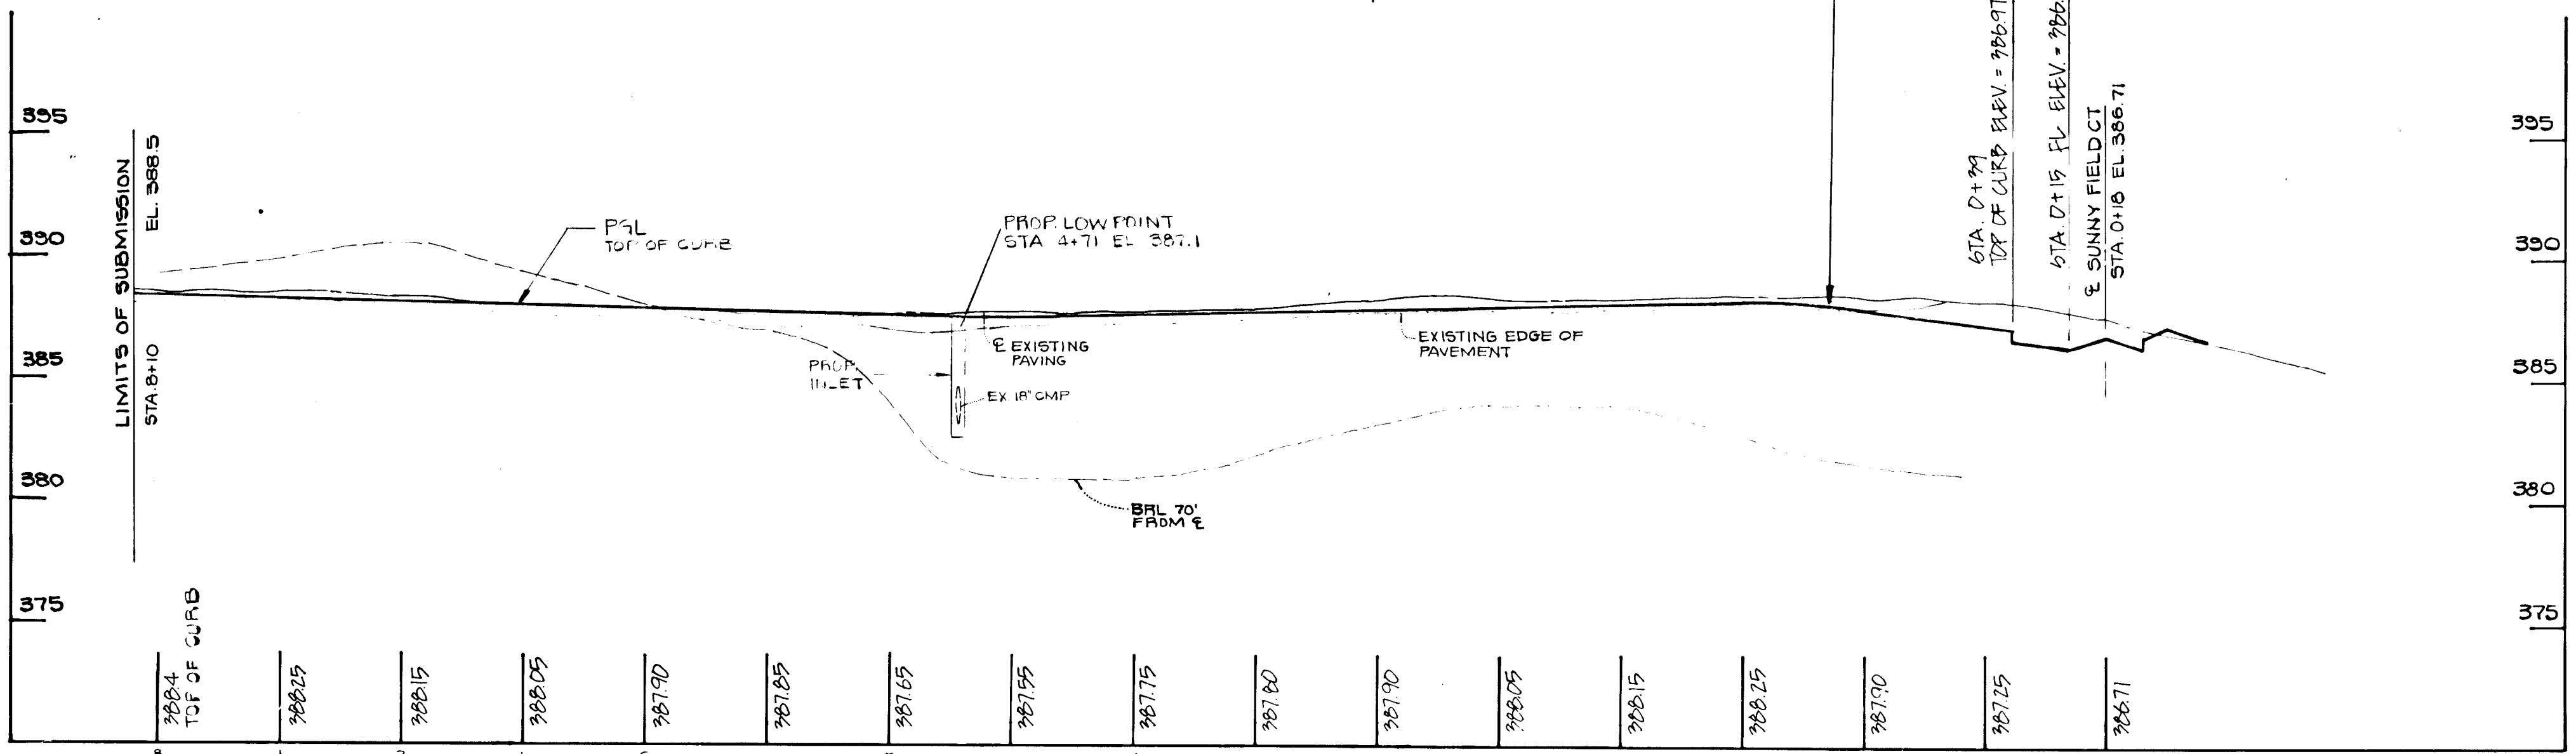 395
390
385
380
375
LIMITS OF SUBMISSION
STA. 8+10 EL. 388.5
PGL
TOP OF CURB
PROP. LOW POINT
STA 4+71 EL 387.1
PROP.
INLET
℄ EXISTING
PAVING
EX 18" CMP
EXISTING EDGE OF
PAVEMENT
BRL 70'
FROM ℄
STA. 0+39
TOP OF CURB ELEV. = 386.97
STA. 0+15 FL ELEV. = 386.
℄ SUNNY FIELD CT
STA. 0+18 EL. 386.71
395
390
385
380
375
388.4
TOP OF CURB
388.25
388.15
388.05
387.90
387.85
387.65
387.55
387.75
387.80
387.90
388.05
388.15
388.25
387.90
387.25
386.71